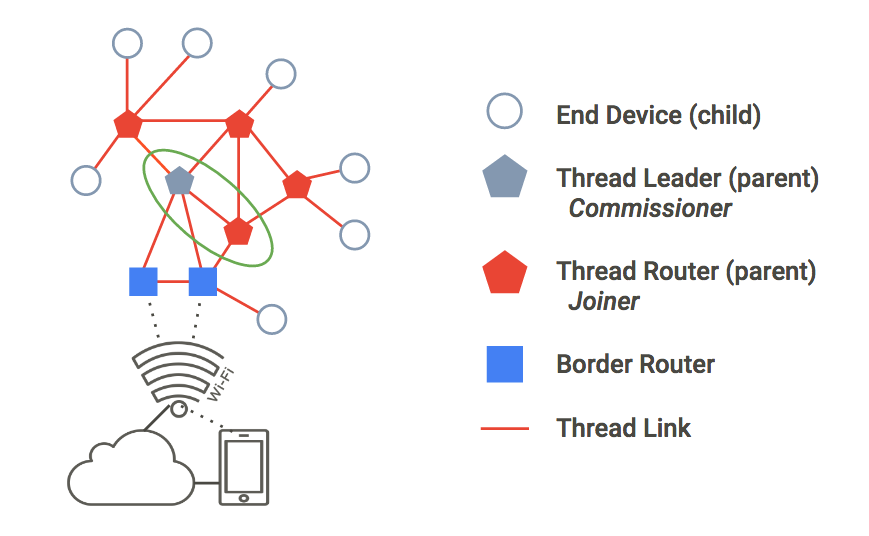 End Device (child)
Thread Leader (parent)
Commissioner
Thread Router (parent)
Joiner
Border Router
Thread Link
Wi-Fi